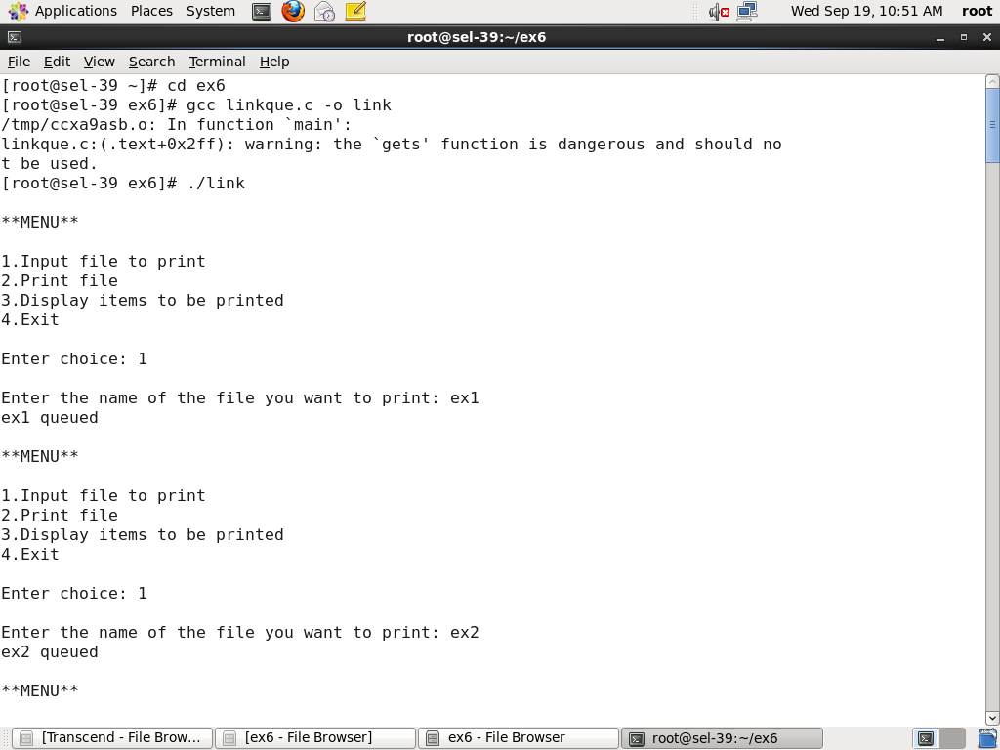 Applications Places System Wed Sep 19, 10:51 AM root
root@sel-39:~/ex6
File Edit View Search Terminal Help
[root@sel-39 ~]# cd ex6
[root@sel-39 ex6]# gcc linkque.c -o link
/tmp/ccxa9asb.o: In function `main':
linkque.c:(.text+0x2ff): warning: the `gets' function is dangerous and should no
t be used.
[root@sel-39 ex6]# ./link
**MENU**
1.Input file to print
2.Print file
3.Display items to be printed
4.Exit
Enter choice: 1
Enter the name of the file you want to print: ex1
ex1 queued
**MENU**
1.Input file to print
2.Print file
3.Display items to be printed
4.Exit
Enter choice: 1
Enter the name of the file you want to print: ex2
ex2 queued
**MENU**
[Transcend - File Brow... [ex6 - File Browser] ex6 - File Browser root@sel-39:~/ex6